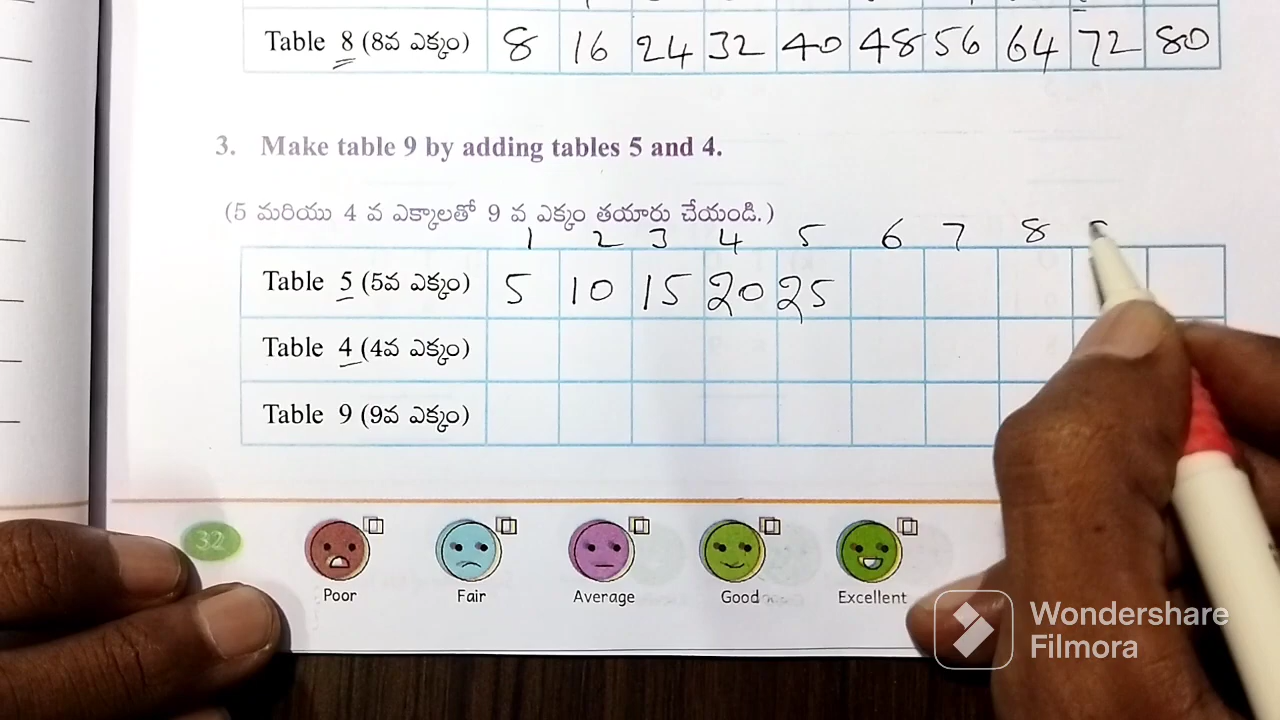 Table 8 (8వ ఎక్కం) 8 16 24 32 40 48 56 64 72 80
3. Make table 9 by adding tables 5 and 4.
(5 మరియు 4 వ ఎక్కాలతో 9 వ ఎక్కం తయారు చేయండి.)
1 2 3 4 5 6 7 8
Table 5 (5వ ఎక్కం) 5 10 15 20 25
Table 4 (4వ ఎక్కం)
Table 9 (9వ ఎక్కం)
32
Poor Fair Average Good Excellent
Wondershare
Filmora